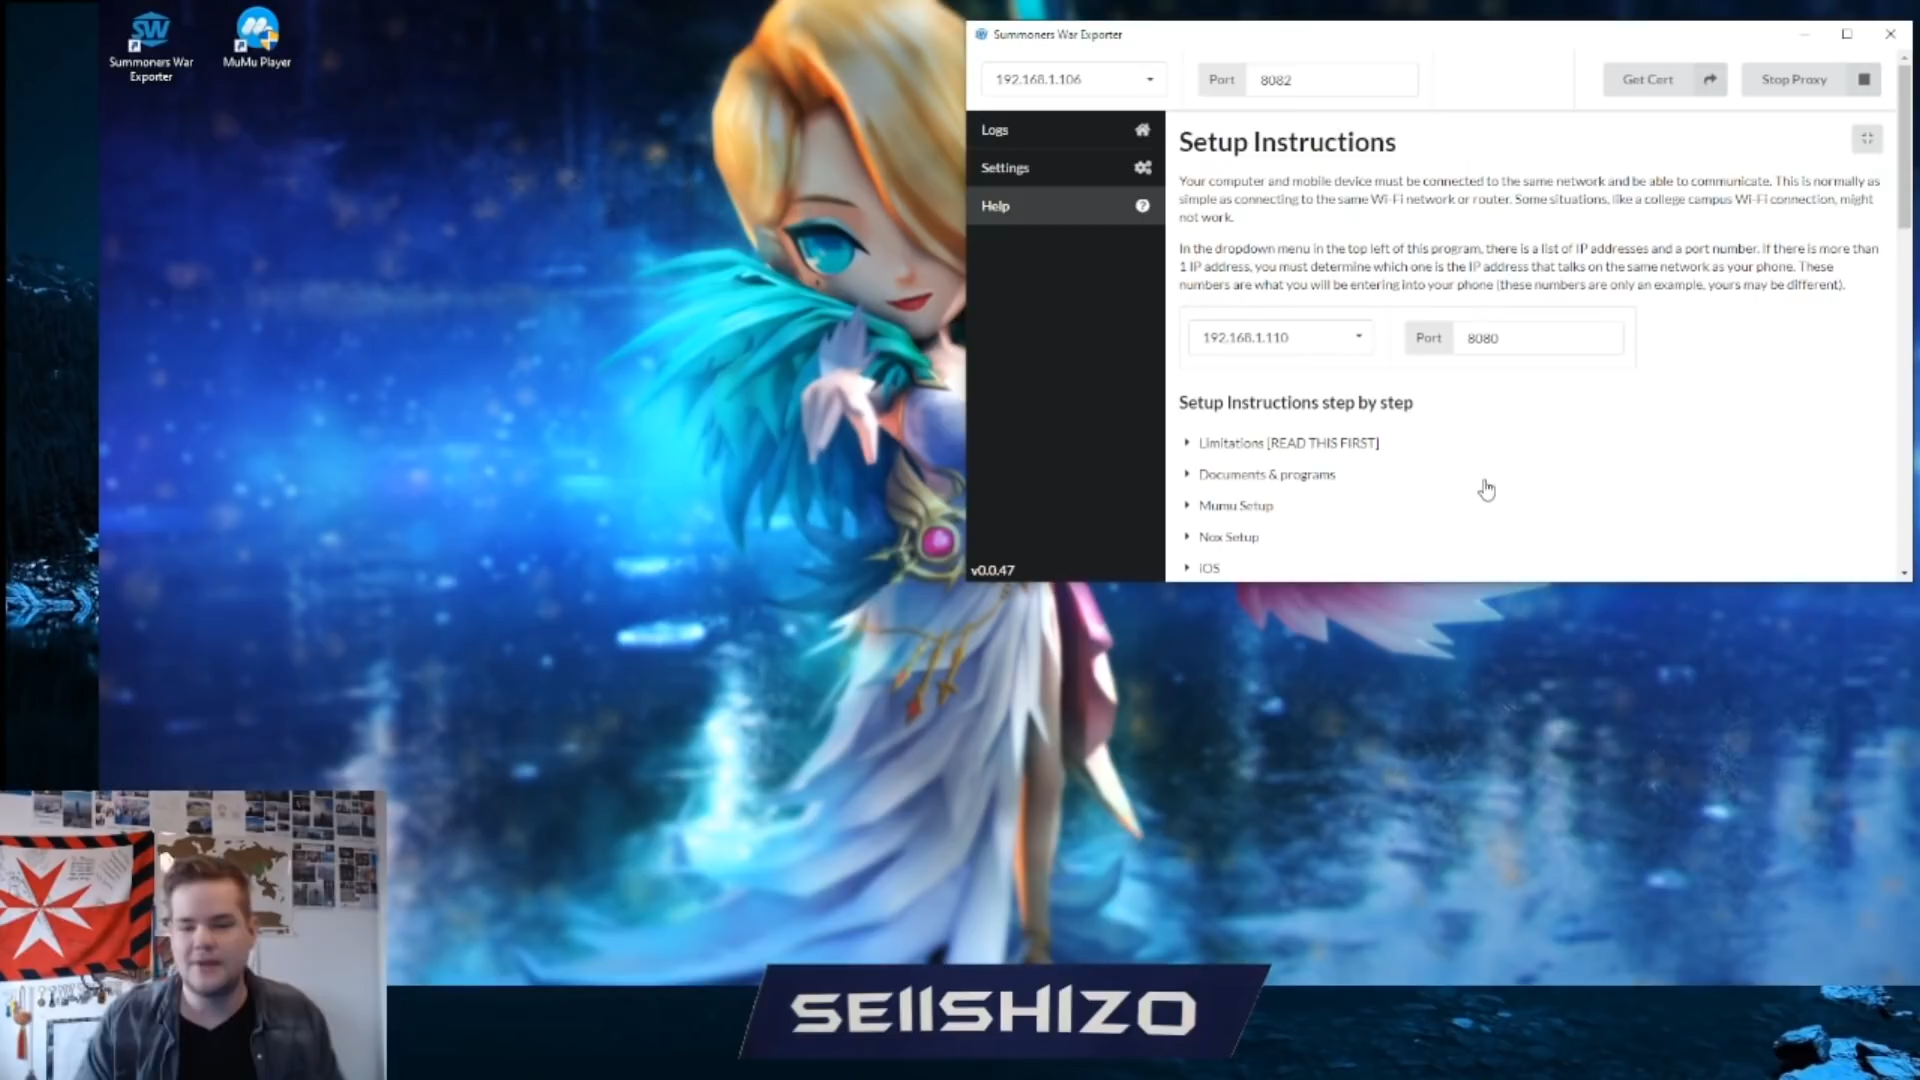 Summoners War
Exporter
MuMu Player
Summoners War Exporter
192.168.1.106
Port
8082
Get Cert
Stop Proxy
Logs
Settings
Help
v0.0.47
Setup Instructions
Your computer and mobile device must be connected to the same network and be able to communicate. This is normally as
simple as connecting to the same Wi-Fi network or router. Some situations, like a college campus Wi-Fi connection, might
not work.
In the dropdown menu in the top left of this program, there is a list of IP addresses and a port number. If there is more than
1 IP address, you must determine which one is the IP address that talks on the same network as your phone. These
numbers are what you will be entering into your phone (these numbers are only an example, yours may be different).
192.168.1.110
Port
8080
Setup Instructions step by step
Limitations [READ THIS FIRST]
Documents & programs
Mumu Setup
Nox Setup
iOS
SEIISHIZO